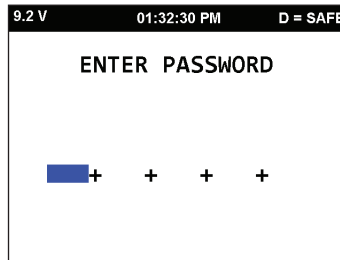 9.2 V 01:32:30 PM D = SAFE
ENTER PASSWORD
+ + + +